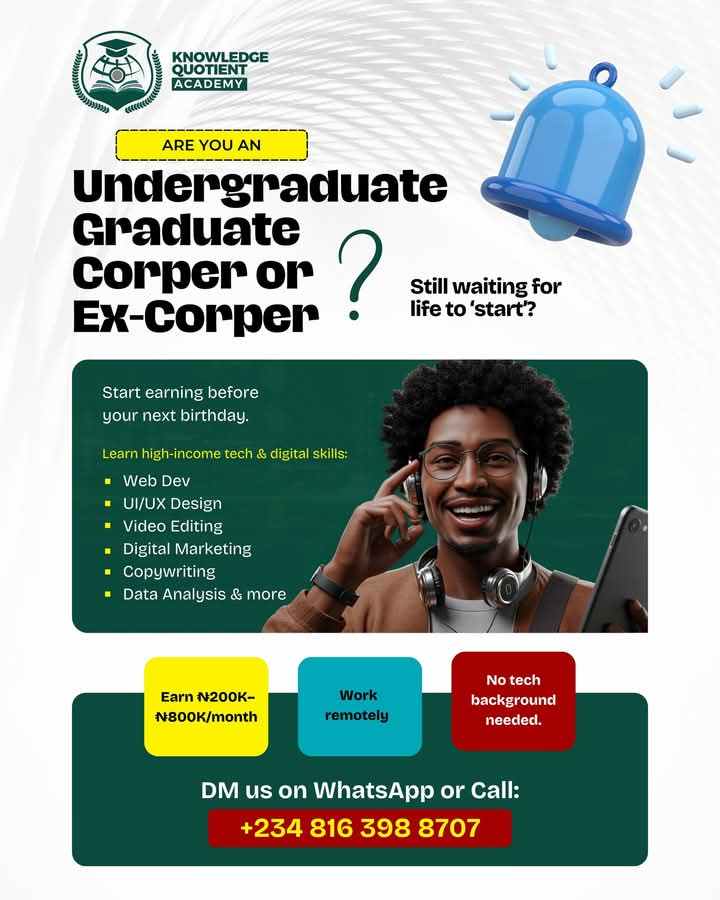 KNOWLEDGE
QUOTIENT
ACADEMY
ARE YOU AN
Undergraduate
Graduate
Corper or
Ex-Corper
?
Still waiting for
life to ‘start’?
Start earning before
your next birthday.
Learn high-income tech & digital skills:
Web Dev
UI/UX Design
Video Editing
Digital Marketing
Copywriting
Data Analysis & more
Earn ₦200K–
₦800K/month
Work
remotely
No tech
background
needed.
DM us on WhatsApp or Call:
+234 816 398 8707